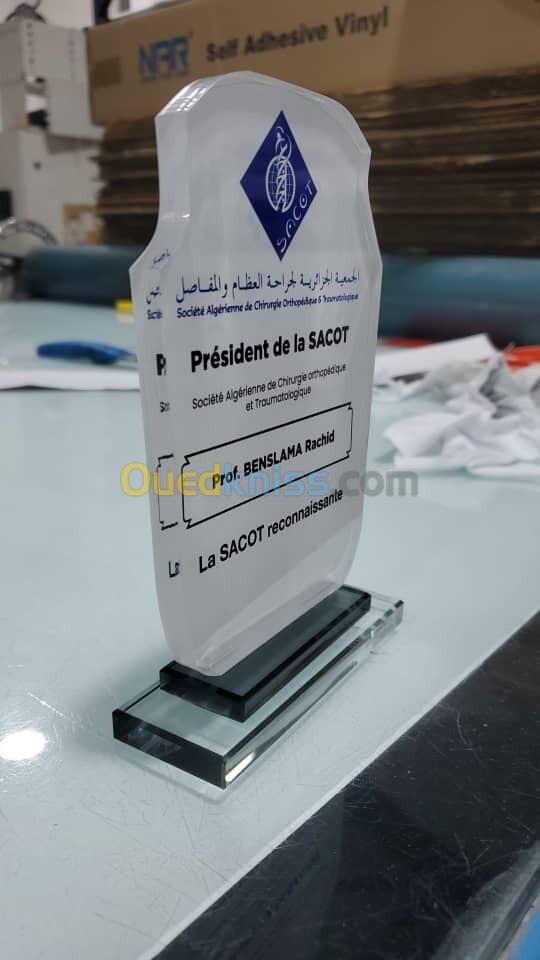 NAR Self Adhesive Vinyl
SACOT
الجمعية الجزائرية لجراحة العظام والمفاصل
Société Algérienne de Chirurgie Orthopédique & Traumatologique
Président de la SACOT
Société Algérienne de Chirurgie orthopédique
et Traumatologique
prof. BENSLAMA Rachid
Ouedkniss.com
La SACOT reconnaissante